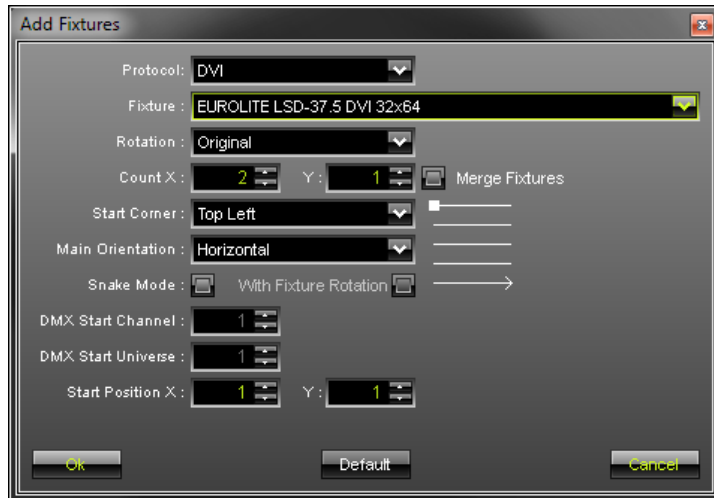 Add Fixtures
Protocol: DVI
Fixture : EUROLITE LSD-37.5 DVI 32x64
Rotation : Original
Count X : 2 Y : 1 Merge Fixtures
Start Corner : Top Left
Main Orientation : Horizontal
Snake Mode : With Fixture Rotation
DMX Start Channel : 1
DMX Start Universe : 1
Start Position X : 1 Y : 1
Ok Default Cancel